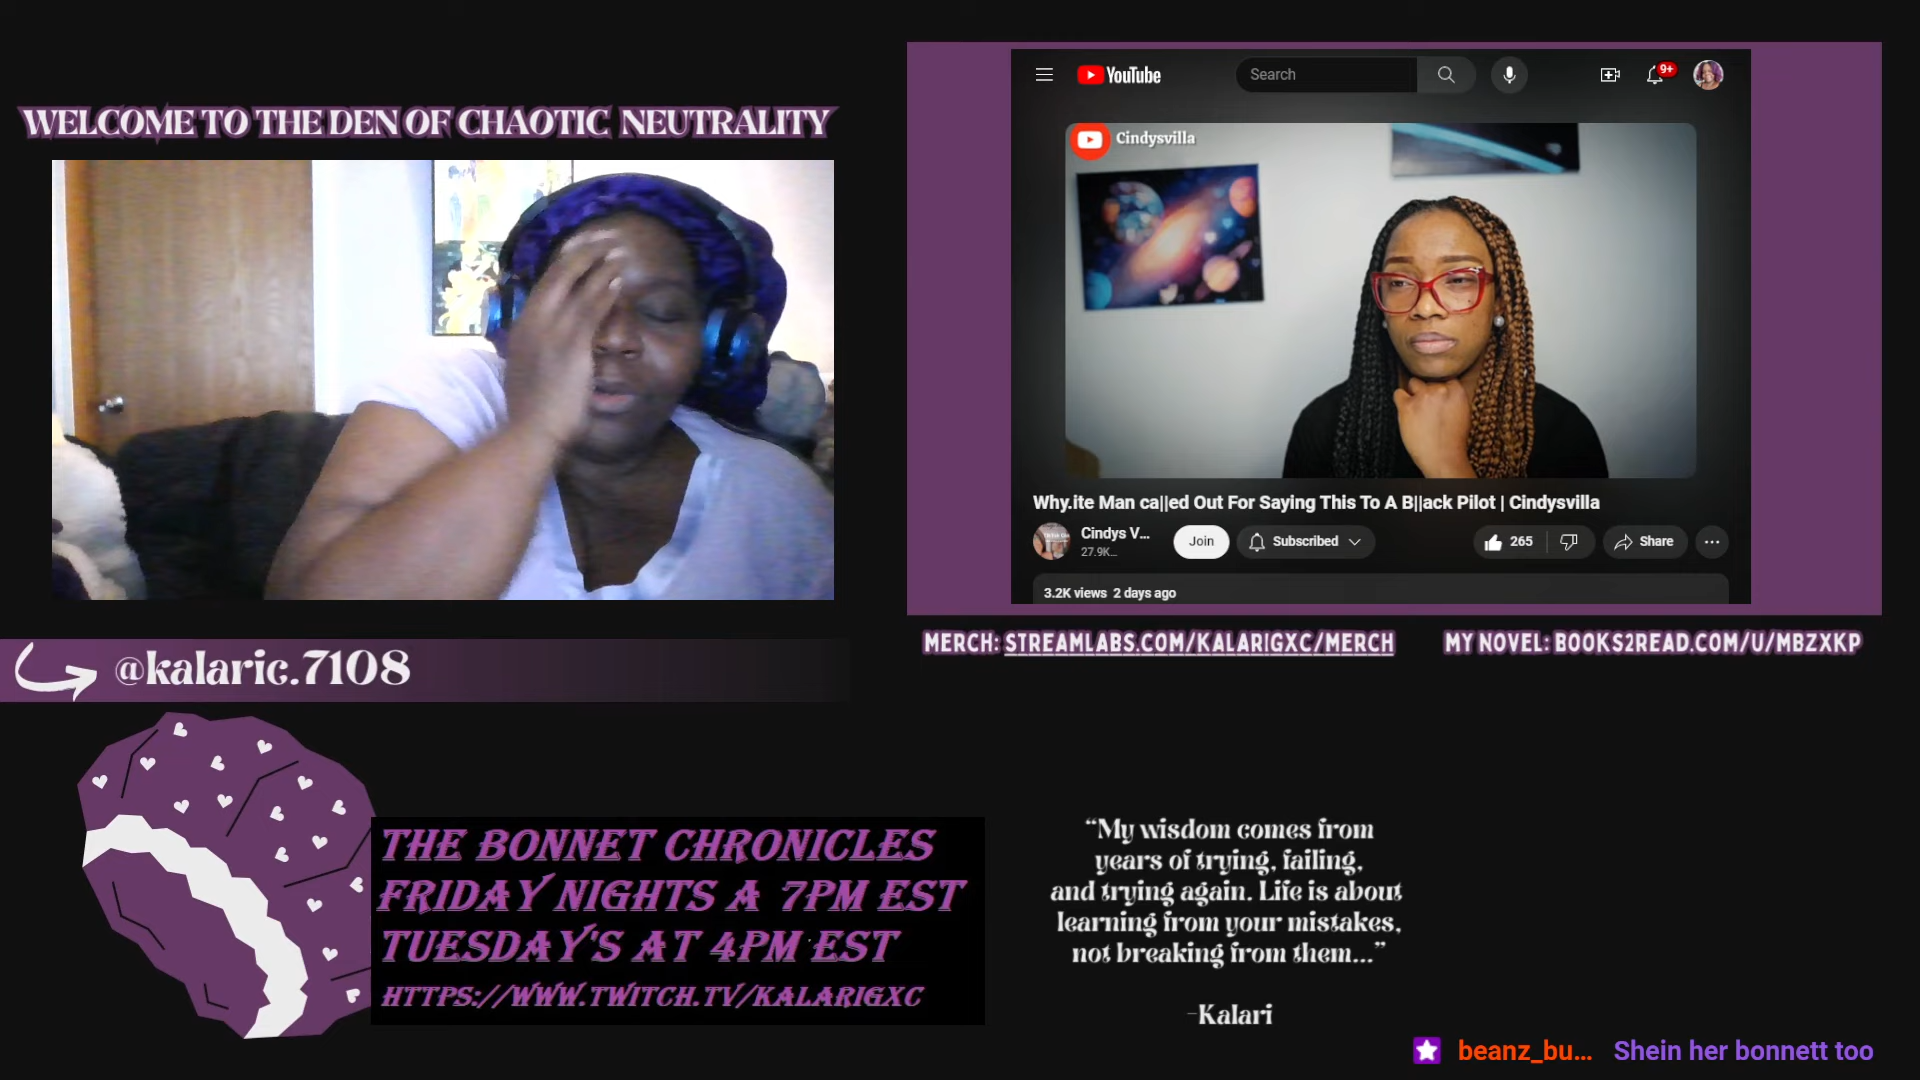 WELCOME TO THE DEN OF CHAOTIC NEUTRALITY
YouTube
Search
9+
Cindysvilla
Why.ite Man ca||ed Out For Saying This To A B||ack Pilot | Cindysvilla
Cindys V...
27.9K...
Join
Subscribed
265
Share
3.2K views 2 days ago
MERCH: STREAMLABS.COM/KALARIGXC/MERCH
MY NOVEL: BOOKS2READ.COM/U/MBZXKP
@kalaric.7108
THE BONNET CHRONICLES
FRIDAY NIGHTS A 7PM EST
TUESDAY'S AT 4PM EST
HTTPS://WWW.TWITCH.TV/KALARIGXC
“My wisdom comes from
years of trying, failing,
and trying again. Life is about
learning from your mistakes,
not breaking from them...”
-Kalari
beanz_bu... Shein her bonnett too